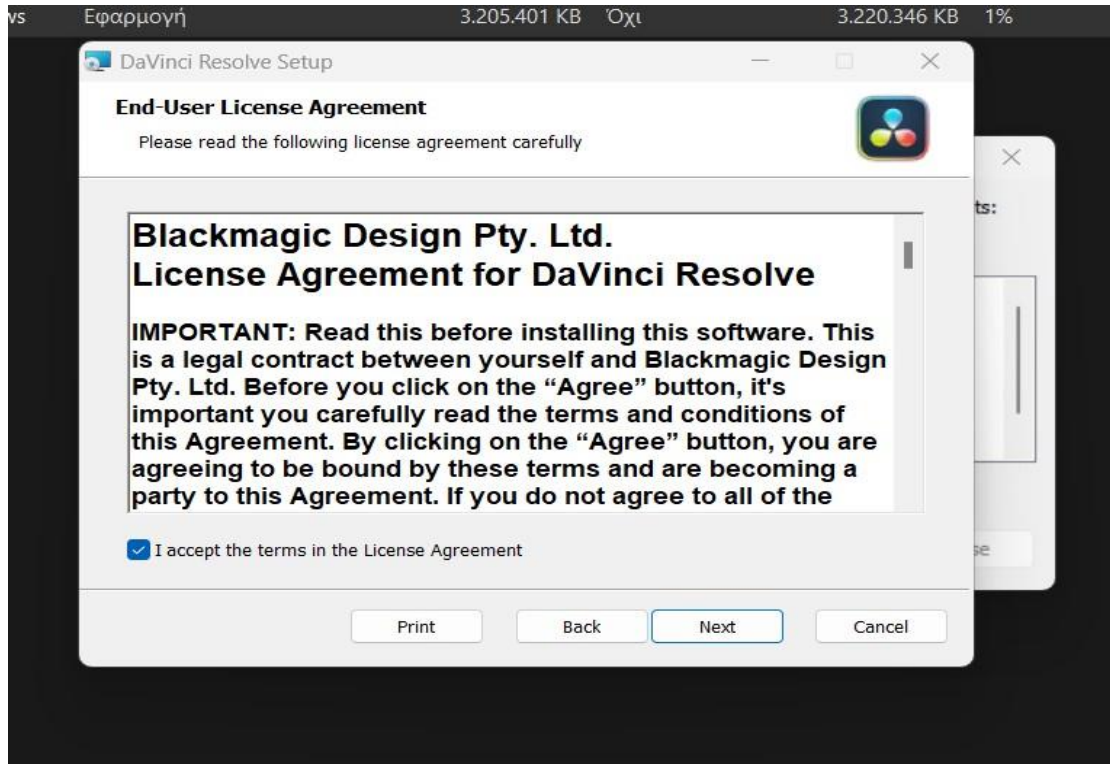 ws Εφαρμογή 3.205.401 KB Όχι 3.220.346 KB 1%
DaVinci Resolve Setup
End-User License Agreement
Please read the following license agreement carefully
ts:
Blackmagic Design Pty. Ltd.
License Agreement for DaVinci Resolve
IMPORTANT: Read this before installing this software. This
is a legal contract between yourself and Blackmagic Design
Pty. Ltd. Before you click on the “Agree” button, it's
important you carefully read the terms and conditions of
this Agreement. By clicking on the “Agree” button, you are
agreeing to be bound by these terms and are becoming a
party to this Agreement. If you do not agree to all of the
I accept the terms in the License Agreement
se
Print Back Next Cancel